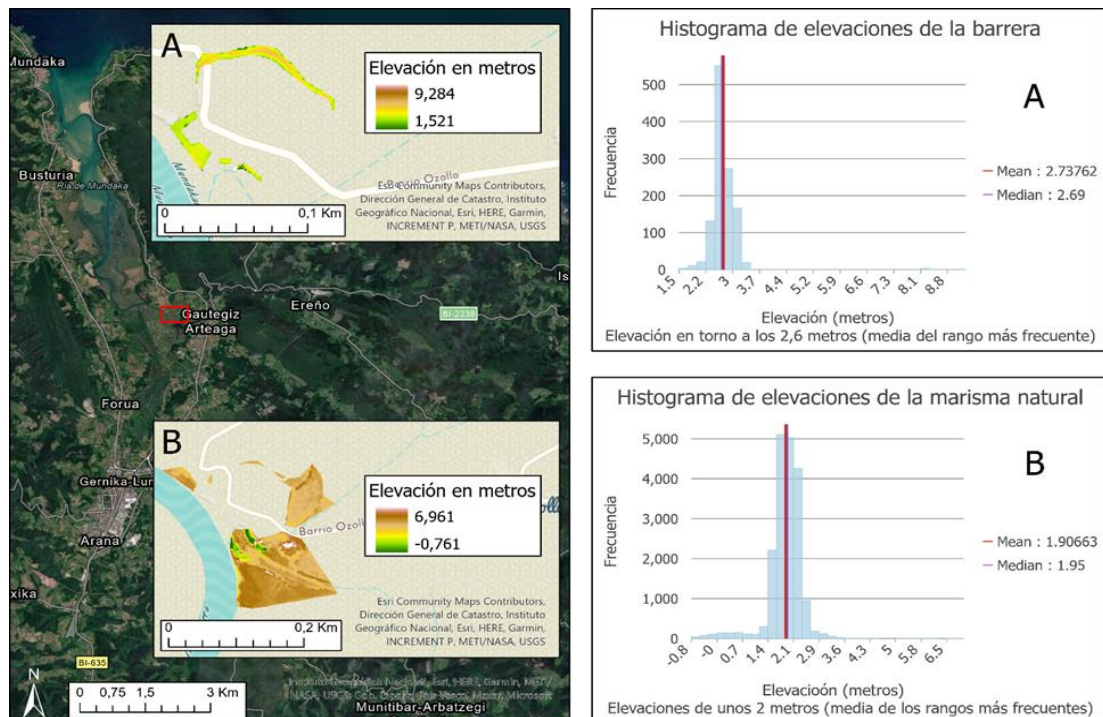 A
Elevación en metros
9,284
1,521
Barrio Ozollo
Esri Community Maps Contributors,
Dirección General de Catastro, Instituto
Geográfico Nacional, Esri, HERE, Garmin,
INCREMENT P, METI/NASA, USGS
0
0,1 Km
Mundaka
Busturia
Ría de Mundaka
Ereño
BI-2238
Gautegiz
Arteaga
Forua
Gernika-Lur
Arana
xika
BI-635
B
Elevación en metros
6,961
-0,761
Barrio Ozollo
Esri Community Maps Contributors,
Dirección General de Catastro, Instituto
Geográfico Nacional, Esri, HERE, Garmin,
INCREMENT P, METI/NASA, USGS
0
0,2 Km
N
0 0,75 1,5 3 Km
Munitibar-Arbatzegi
Histograma de elevaciones de la barrera
A
Frecuencia
500
400
300
200
100
0
Mean : 2.73762
Median : 2.69
1.5 2.2 3 3.7 4.4 5.2 5.9 6.6 7.3 8.1 8.8
Elevación (metros)
Elevación en torno a los 2,6 metros (media del rango más frecuente)
Histograma de elevaciones de la marisma natural
B
Frecuencia
5,000
4,000
3,000
2,000
1,000
0
Mean : 1.90663
Median : 1.95
-0.8 -0 0.7 1.4 2.1 2.9 3.6 4.3 5 5.8 6.5
Elevacioón (metros)
Elevaciones de unos 2 metros (media de los rangos más frecuentes)